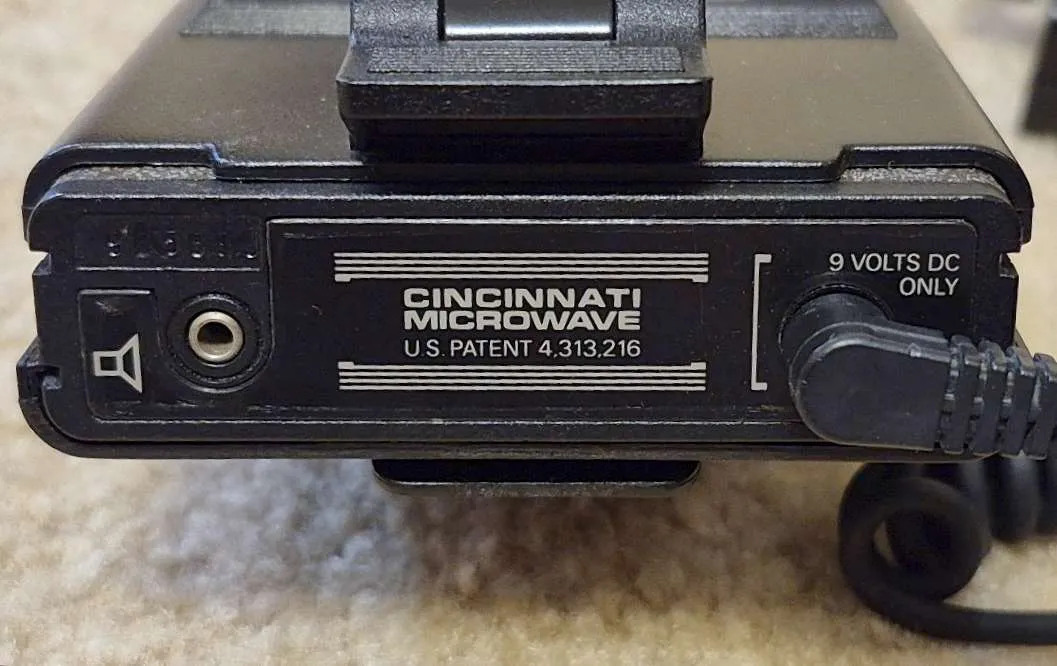 CINCINNATI
MICROWAVE
U.S. PATENT 4,313,216
9 VOLTS DC
ONLY